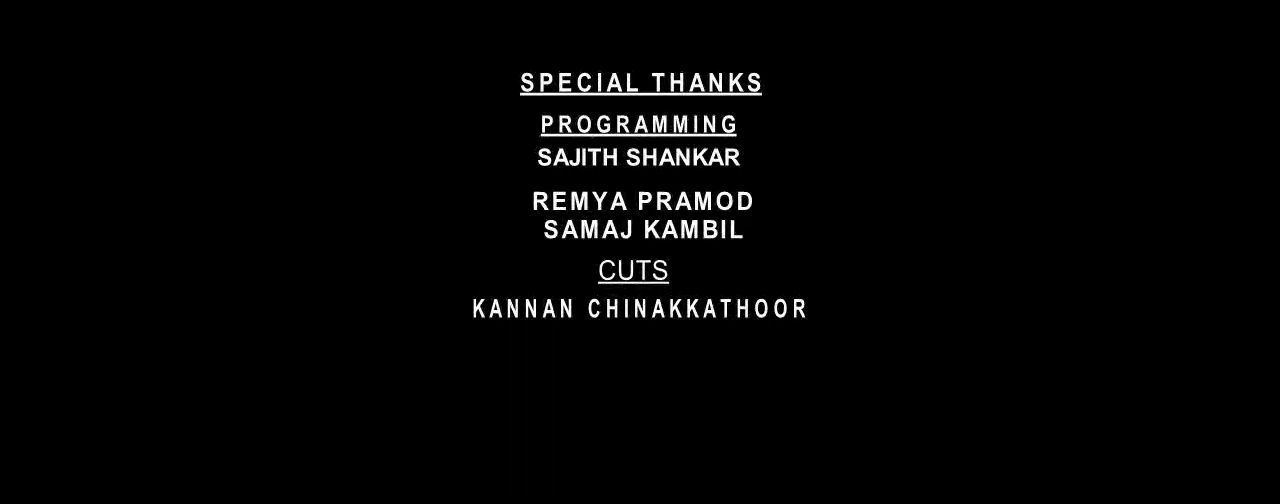 SPECIAL THANKS
PROGRAMMING
SAJITH SHANKAR
REMYA PRAMOD
SAMAJ KAMBIL
CUTS
KANNAN CHINAKKATHOOR